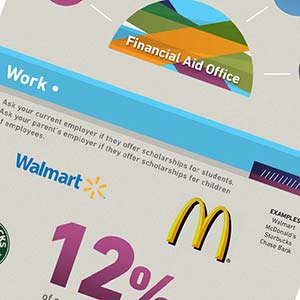 Financial Aid Office
Work •
Ask your current employer if they offer scholarships for students.
Ask your parent's employer if they offer scholarships for children
of employees.
Walmart
EXAMPLES
Walmart
McDonald's
Starbucks
Chase Bank
12%